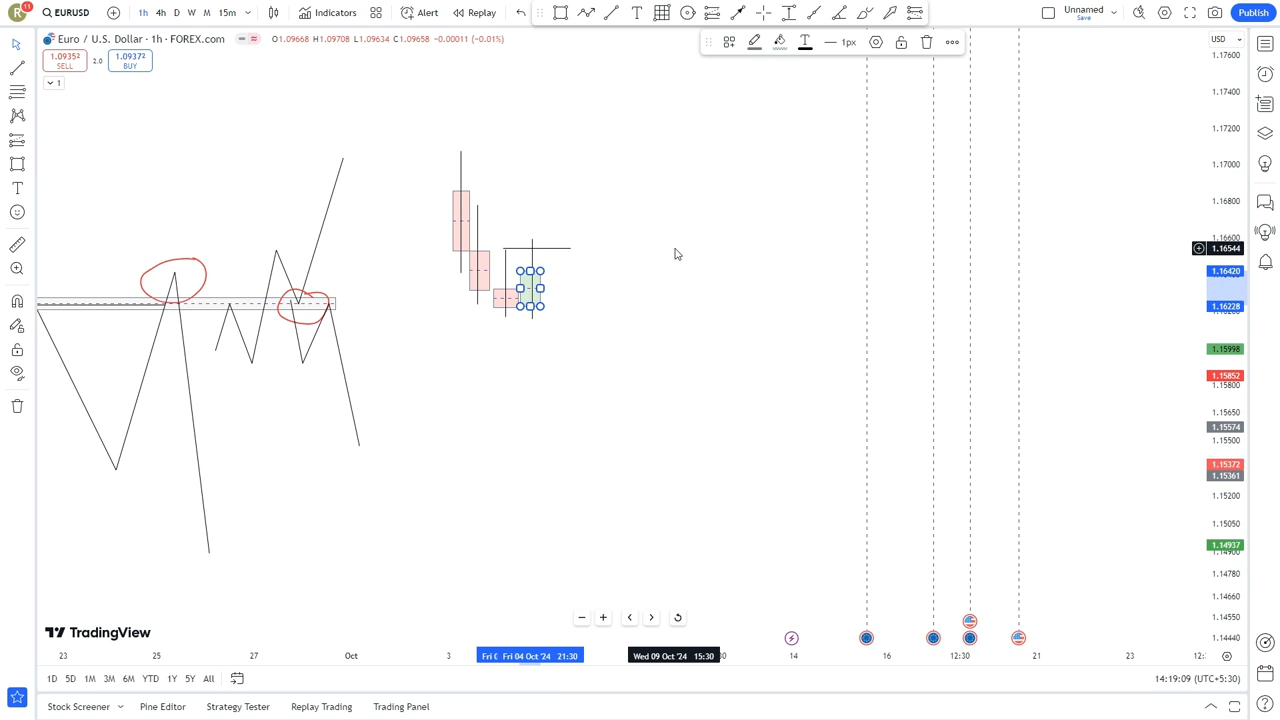 R 11 EURUSD 1h 4h D W M 15m Indicators Alert Replay Unnamed Save Publish
Euro / U.S. Dollar · 1h · FOREX.com O1.09668 H1.09708 L1.09634 C1.09658 −0.00011 (−0.01%)
1px
USD
1.09352 SELL 2.0 1.09372 BUY
1
1.17600
1.17400
1.17200
1.17000
1.16800
1.16600
1.16544
1.16420
1.16228
1.15998
1.15852
1.15800
1.15650
1.15574
1.15500
1.15372
1.15361
1.15200
1.15050
1.14937
1.14780
1.14660
1.14550
1.14440
TradingView
23 25 27 Oct 3 Fri 04 Oct '24 21:30 Wed 09 Oct '24 15:30 14 16 12:30 21 23 12:
1D 5D 1M 3M 6M YTD 1Y 5Y All 14:19:09 (UTC+5:30)
Stock Screener Pine Editor Strategy Tester Replay Trading Trading Panel